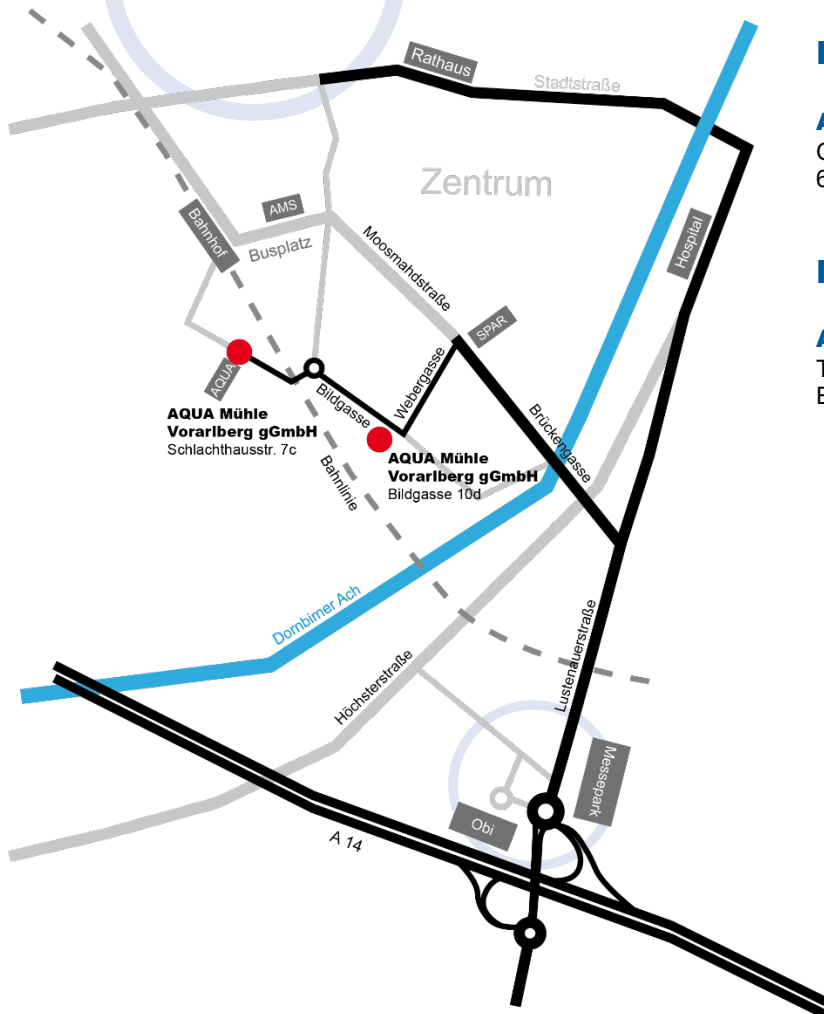 Rathaus
Stadtstraße
Zentrum
AMS
Bahnhof
Busplatz
Hospital
Moosmahdstraße
SPAR
AQUA
Bildgasse
Webergasse
Brückengasse
AQUA Mühle
Vorarlberg gGmbH
Schlachthausstr. 7c
AQUA Mühle
Vorarlberg gGmbH
Bildgasse 10d
Bahnlinie
Dornbirner Ach
Höchsterstraße
Lustenauerstraße
Messepark
Obi
A 14